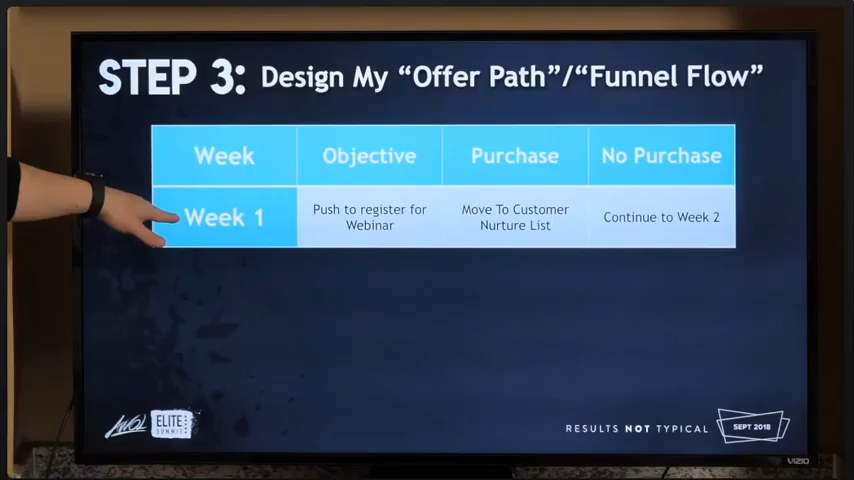 STEP 3: Design My “Offer Path”/“Funnel Flow”
Week Objective Purchase No Purchase
Week 1
Push to register for
Webinar
Move To Customer
Nurture List
Continue to Week 2
AWOL
ELITE
SUMMIT
RESULTS NOT TYPICAL
SEPT 2018
VIZIO